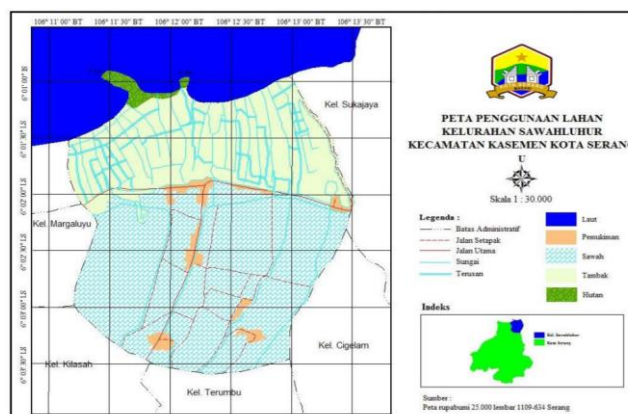 106° 11' 00" BT 106° 11' 30" BT 106° 12' 00" BT 106° 12' 30" BT 106° 13' 00" BT 106° 13' 30" BT
6° 01' 00" LS
6° 01' 30" LS
6° 02' 00" LS
6° 02' 30" LS
6° 03' 00" LS
6° 03' 30" LS
Kel. Sukajaya
Kel. Margaluyu
Kel. Kilasah
Kel. Terumbu
Kel. Cigelam
PETA PENGGUNAAN LAHAN
KELURAHAN SAWAHLUHUR
KECAMATAN KASEMEN KOTA SERANG
U
Skala 1 : 30.000
Legenda :
Batas Administratif
Jalan Setapak
Jalan Utama
Sungai
Terusan
Laut
Pemukiman
Sawah
Tambak
Hutan
Indeks
Kel. Sawahluhur
Kota Serang
Sumber :
Peta rupabumi 25.000 lembar 1109-634 Serang